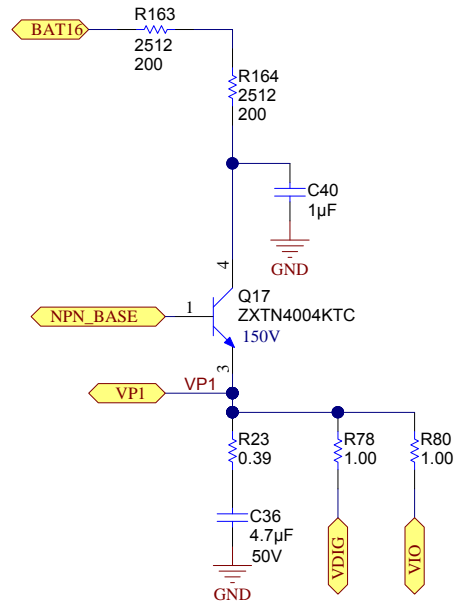 R163
BAT16
2512
200
R164
2512
200
C40
1µF
GND
4
Q17
1
ZXTN4004KTC
NPN_BASE
150V
3
VP1
VP1
R23
0.39
R78
1.00
R80
1.00
C36
4.7µF
50V
VDIG
VIO
GND